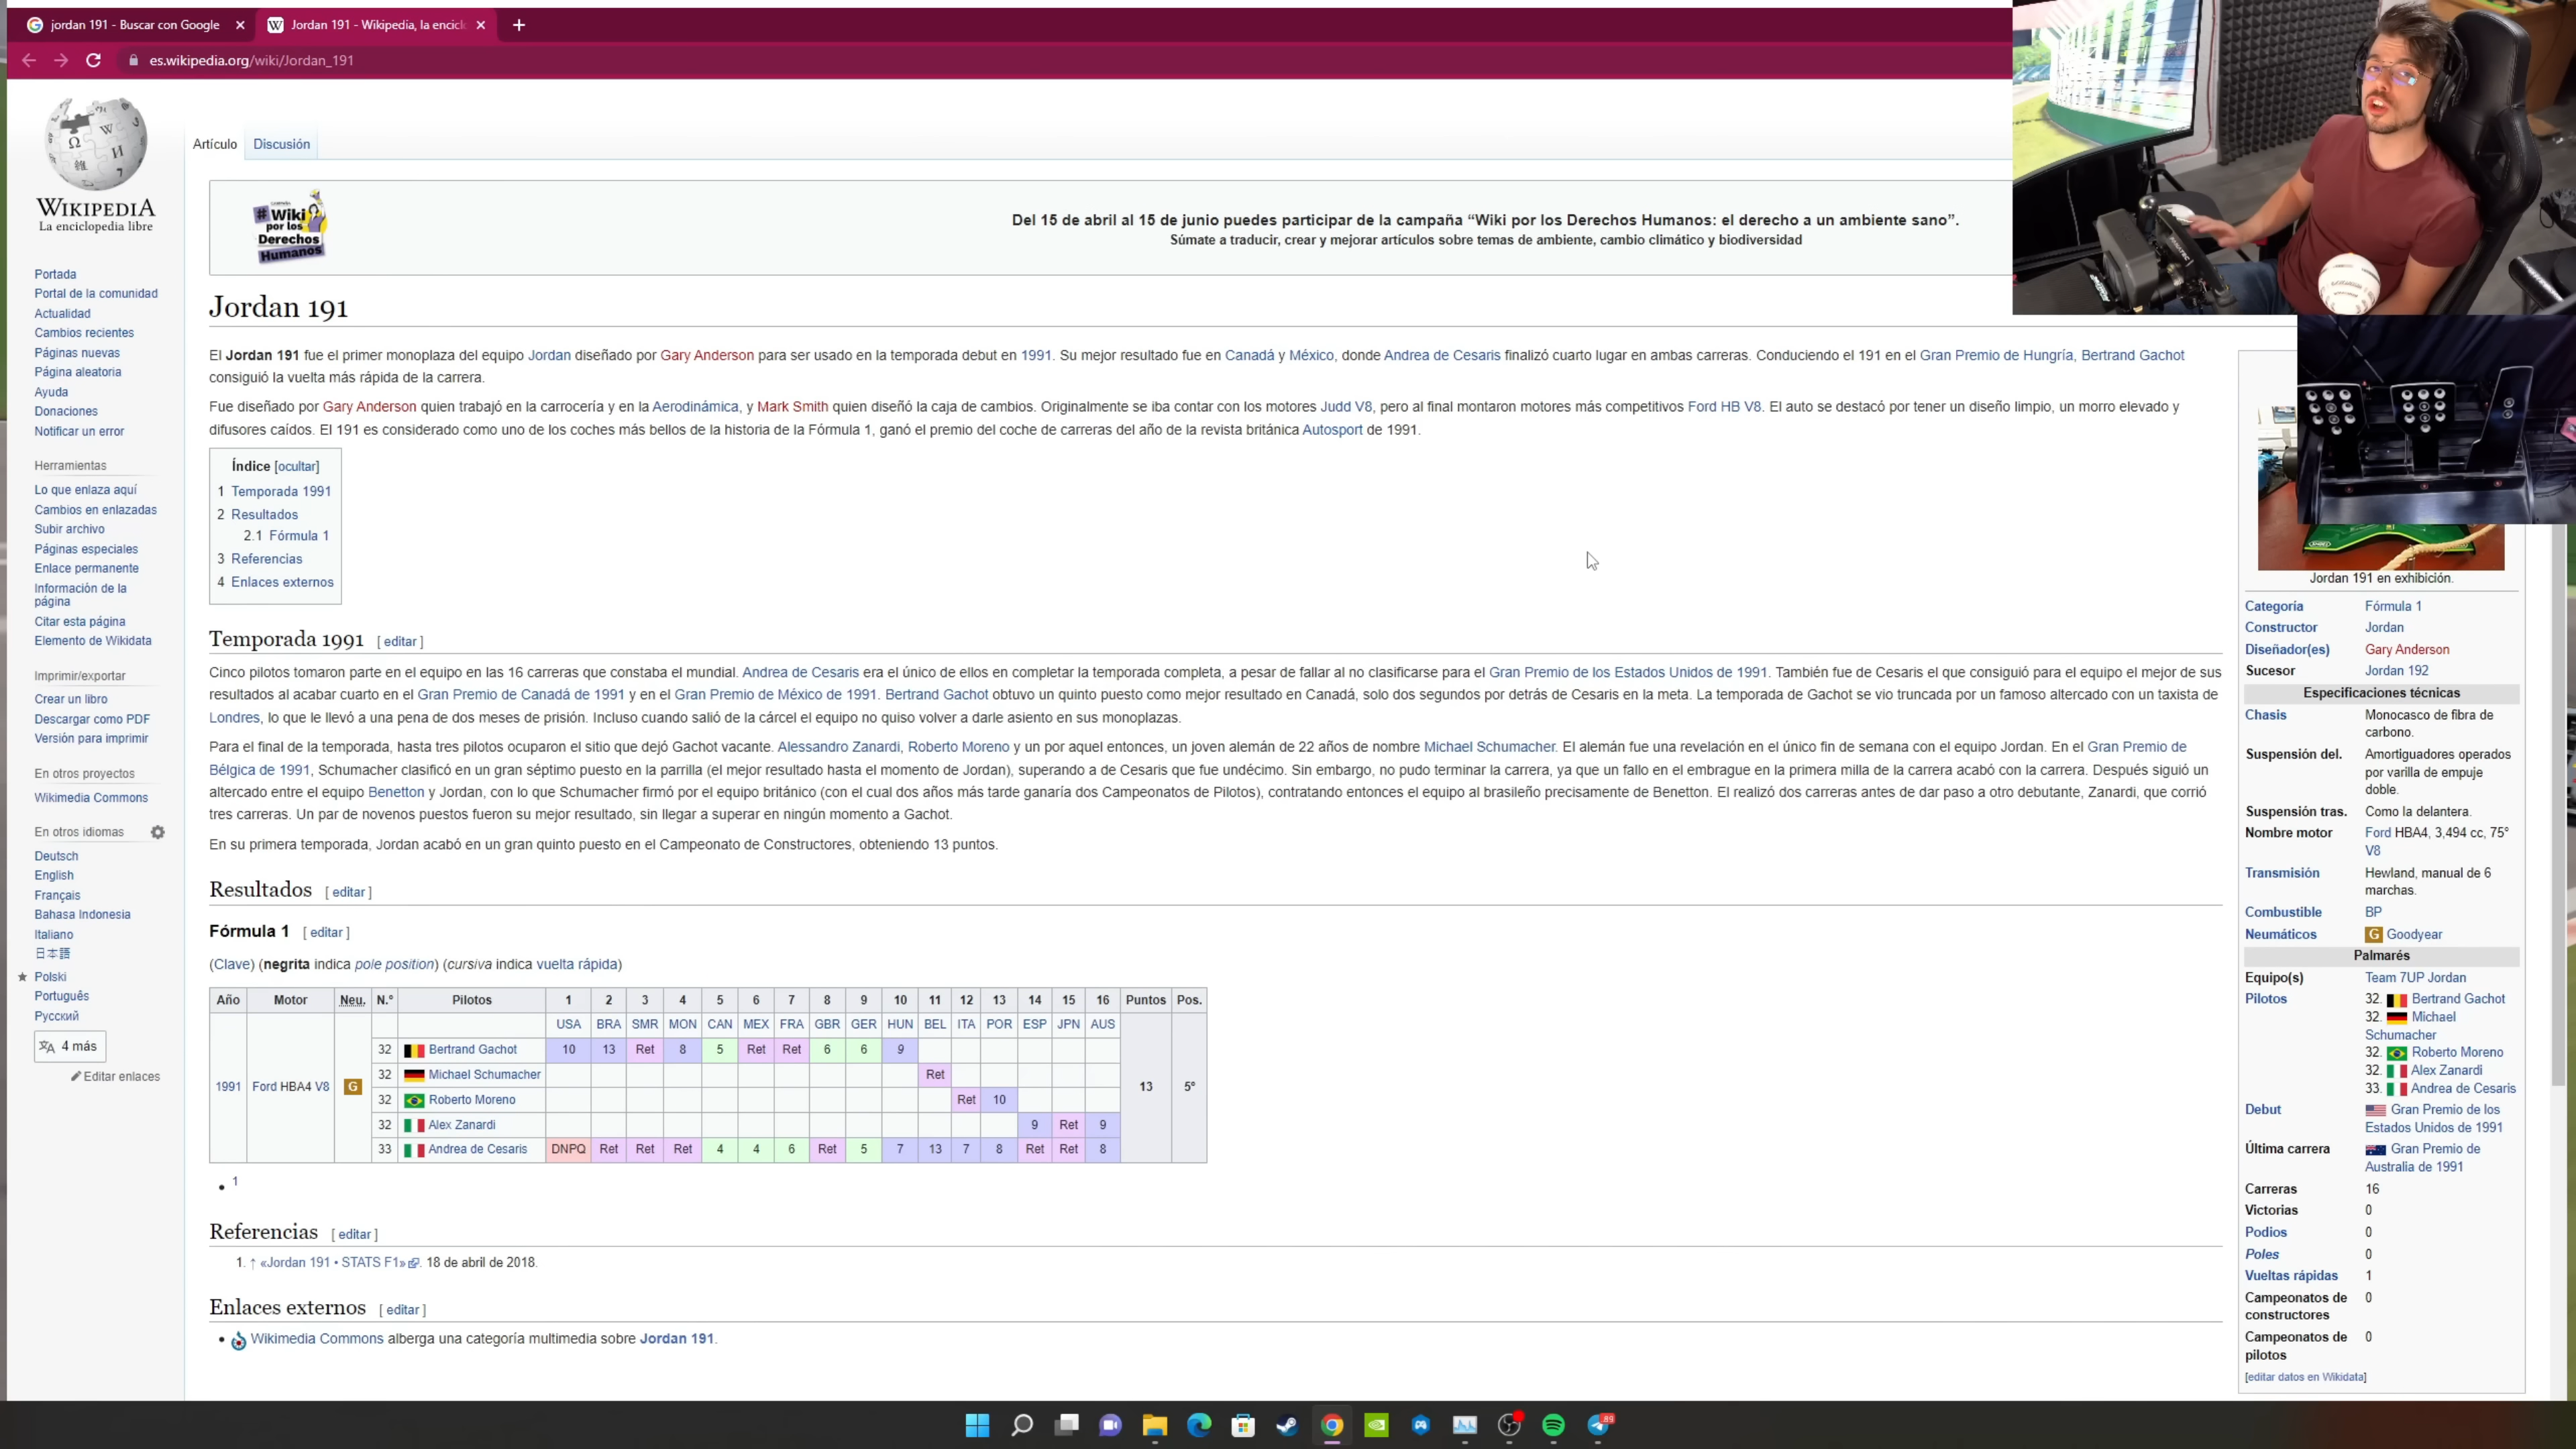 jordan 191 - Buscar con Google
Jordan 191 - Wikipedia, la encicl
es.wikipedia.org/wiki/Jordan_191
WIKIPEDIA
La enciclopedia libre
Portada
Portal de la comunidad
Actualidad
Cambios recientes
Páginas nuevas
Página aleatoria
Ayuda
Donaciones
Notificar un error
Herramientas
Lo que enlaza aquí
Cambios en enlazadas
Subir archivo
Páginas especiales
Enlace permanente
Información de la
página
Citar esta página
Elemento de Wikidata
Imprimir/exportar
Crear un libro
Descargar como PDF
Versión para imprimir
En otros proyectos
Wikimedia Commons
En otros idiomas
Deutsch
English
Français
Bahasa Indonesia
Italiano
日本語
Polski
Português
Русский
4 más
Editar enlaces
Artículo Discusión
#Wiki
por los
Derechos
Humanos
Del 15 de abril al 15 de junio puedes participar de la campaña “Wiki por los Derechos Humanos: el derecho a un ambiente sano”.
Súmate a traducir, crear y mejorar artículos sobre temas de ambiente, cambio climático y biodiversidad
Jordan 191
El Jordan 191 fue el primer monoplaza del equipo Jordan diseñado por Gary Anderson para ser usado en la temporada debut en 1991. Su mejor resultado fue en Canadá y México, donde Andrea de Cesaris finalizó cuarto lugar en ambas carreras. Conduciendo el 191 en el Gran Premio de Hungría, Bertrand Gachot
consiguió la vuelta más rápida de la carrera.
Fue diseñado por Gary Anderson quien trabajó en la carrocería y en la Aerodinámica, y Mark Smith quien diseñó la caja de cambios. Originalmente se iba contar con los motores Judd V8, pero al final montaron motores más competitivos Ford HB V8. El auto se destacó por tener un diseño limpio, un morro elevado y
difusores caídos. El 191 es considerado como uno de los coches más bellos de la historia de la Fórmula 1, ganó el premio del coche de carreras del año de la revista británica Autosport de 1991.
Índice [ocultar]
1 Temporada 1991
2 Resultados
2.1 Fórmula 1
3 Referencias
4 Enlaces externos
Temporada 1991 [ editar ]
Cinco pilotos tomaron parte en el equipo en las 16 carreras que constaba el mundial. Andrea de Cesaris era el único de ellos en completar la temporada completa, a pesar de fallar al no clasificarse para el Gran Premio de los Estados Unidos de 1991. También fue de Cesaris el que consiguió para el equipo el mejor de sus
resultados al acabar cuarto en el Gran Premio de Canadá de 1991 y en el Gran Premio de México de 1991. Bertrand Gachot obtuvo un quinto puesto como mejor resultado en Canadá, solo dos segundos por detrás de Cesaris en la meta. La temporada de Gachot se vio truncada por un famoso altercado con un taxista de
Londres, lo que le llevó a una pena de dos meses de prisión. Incluso cuando salió de la cárcel el equipo no quiso volver a darle asiento en sus monoplazas.
Para el final de la temporada, hasta tres pilotos ocuparon el sitio que dejó Gachot vacante. Alessandro Zanardi, Roberto Moreno y un por aquel entonces, un joven alemán de 22 años de nombre Michael Schumacher. El alemán fue una revelación en el único fin de semana con el equipo Jordan. En el Gran Premio de
Bélgica de 1991, Schumacher clasificó en un gran séptimo puesto en la parrilla (el mejor resultado hasta el momento de Jordan), superando a de Cesaris que fue undécimo. Sin embargo, no pudo terminar la carrera, ya que un fallo en el embrague en la primera milla de la carrera acabó con la carrera. Después siguió un
altercado entre el equipo Benetton y Jordan, con lo que Schumacher firmó por el equipo británico (con el cual dos años más tarde ganaría dos Campeonatos de Pilotos), contratando entonces el equipo al brasileño precisamente de Benetton. El realizó dos carreras antes de dar paso a otro debutante, Zanardi, que corrió
tres carreras. Un par de novenos puestos fueron su mejor resultado, sin llegar a superar en ningún momento a Gachot.
En su primera temporada, Jordan acabó en un gran quinto puesto en el Campeonato de Constructores, obteniendo 13 puntos.
Resultados [ editar ]
Fórmula 1 [ editar ]
(Clave) (negrita indica pole position) (cursiva indica vuelta rápida)
Año Motor Neu. N.° Pilotos 1 2 3 4 5 6 7 8 9 10 11 12 13 14 15 16 Puntos Pos.
USA BRA SMR MON CAN MEX FRA GBR GER HUN BEL ITA POR ESP JPN AUS
32 Bertrand Gachot 10 13 Ret 8 5 Ret Ret 6 6 9
32 Michael Schumacher Ret
1991 Ford HBA4 V8 G 13 5°
32 Roberto Moreno Ret 10
32 Alex Zanardi 9 Ret 9
33 Andrea de Cesaris DNPQ Ret Ret Ret 4 4 6 Ret 5 7 13 7 8 Ret Ret 8
• 1
Referencias [ editar ]
1. ↑ «Jordan 191 • STATS F1». 18 de abril de 2018.
Enlaces externos [ editar ]
• Wikimedia Commons alberga una categoría multimedia sobre Jordan 191.
Jordan 191 en exhibición.
Categoría Fórmula 1
Constructor Jordan
Diseñador(es) Gary Anderson
Sucesor Jordan 192
Especificaciones técnicas
Chasis Monocasco de fibra de
carbono.
Suspensión del. Amortiguadores operados
por varilla de empuje
doble.
Suspensión tras. Como la delantera.
Nombre motor Ford HBA4, 3,494 cc, 75°
V8
Transmisión Hewland, manual de 6
marchas.
Combustible BP
Neumáticos G Goodyear
Palmarés
Equipo(s) Team 7UP Jordan
Pilotos 32. Bertrand Gachot
32. Michael
Schumacher
32. Roberto Moreno
32. Alex Zanardi
33. Andrea de Cesaris
Debut Gran Premio de los
Estados Unidos de 1991
Última carrera Gran Premio de
Australia de 1991
Carreras 16
Victorias 0
Podios 0
Poles 0
Vueltas rápidas 1
Campeonatos de 0
constructores
Campeonatos de 0
pilotos
[editar datos en Wikidata]
89